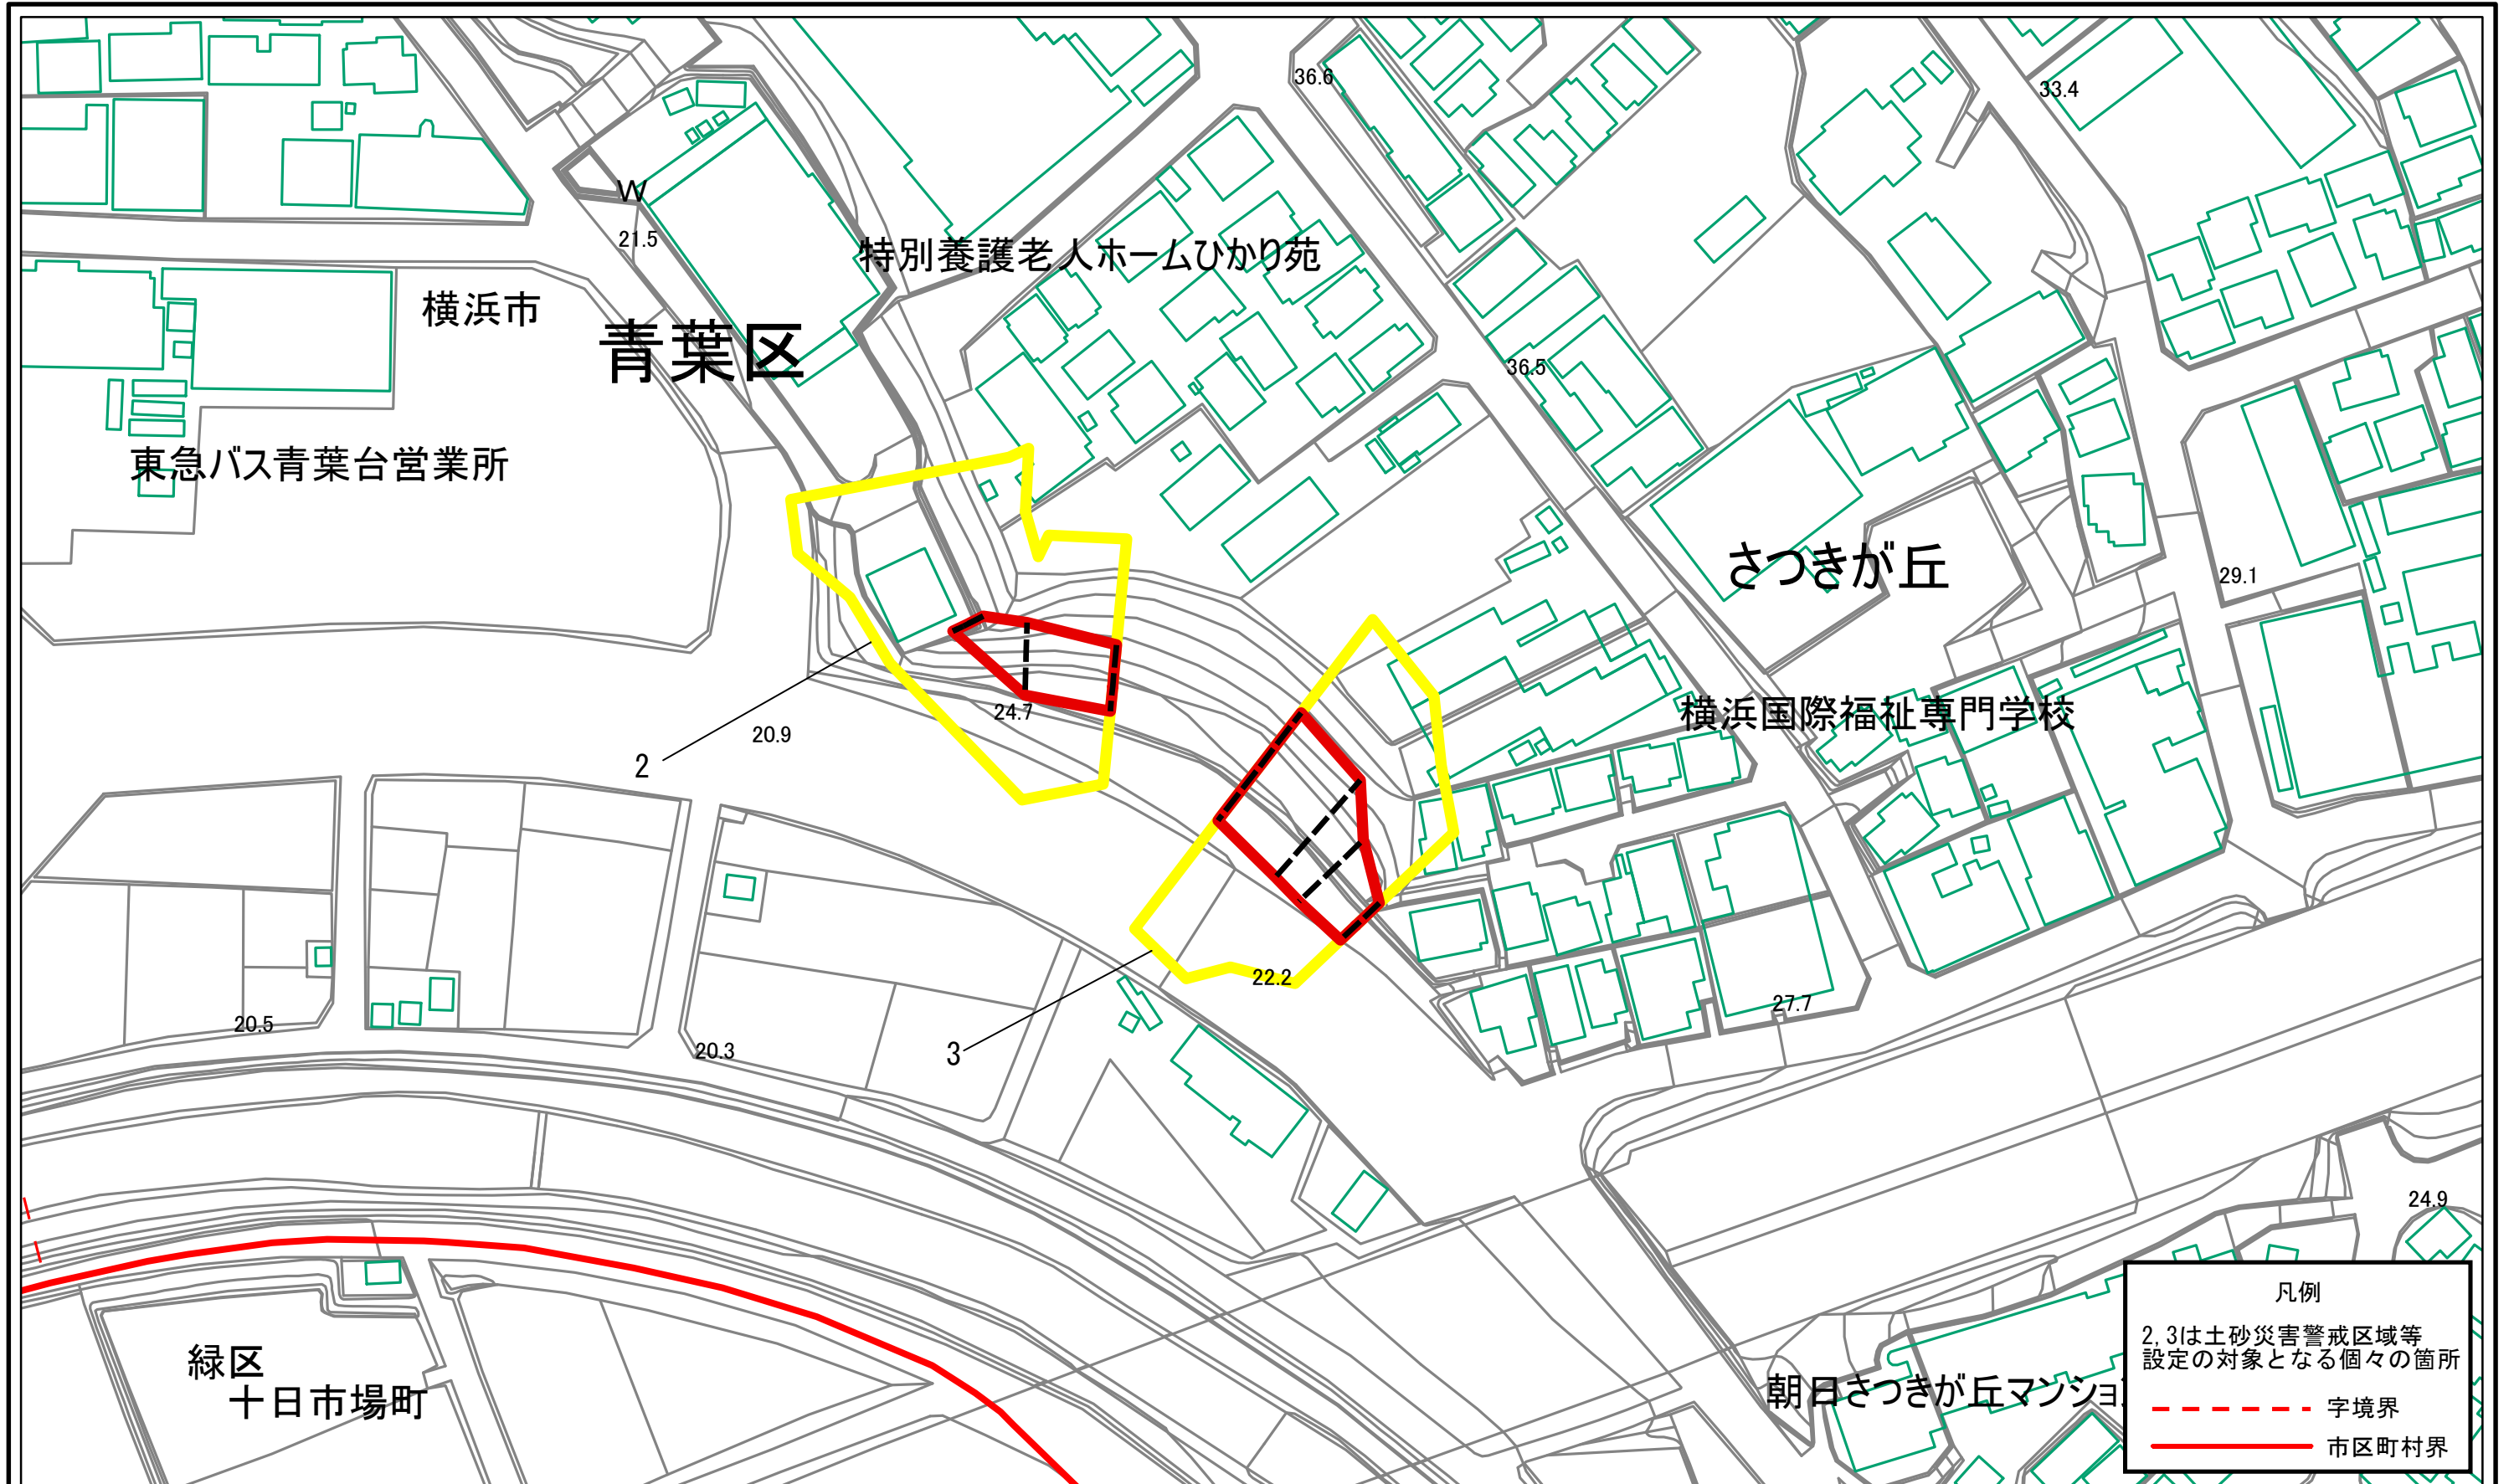 36.6
33.4
W
21.5
特別養護老人ホームひかり苑
横浜市
青葉区
36.5
東急バス青葉台営業所
さつきが丘
29.1
24.7
横浜国際福祉専門学校
20.9
2
22.2
27.7
20.5
20.3
3
24.9
緑区
十日市場町
朝日さつきが丘マンショ
凡例
2,3は土砂災害警戒区域等
設定の対象となる個々の箇所
字境界
市区町村界